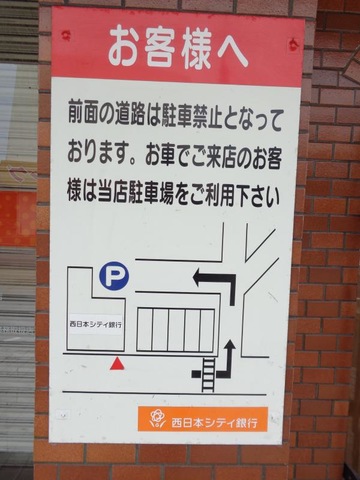 お客様へ
前面の道路は駐車禁止となって
おります。お車でご来店のお客
様は当店駐車場をご利用下さい
P
西日本シティ銀行
西日本シティ銀行